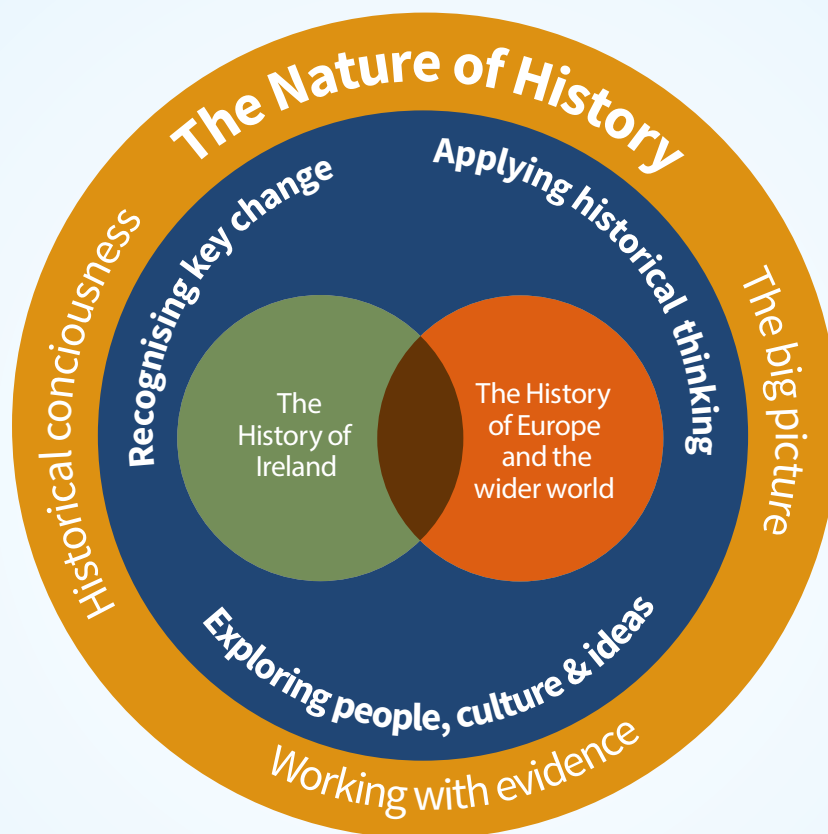 The Nature of History
Historical conciousness
The big picture
Working with evidence
Recognising key change
Applying historical thinking
Exploring people, culture & ideas
The
History of
Ireland
The History
of Europe
and the
wider world